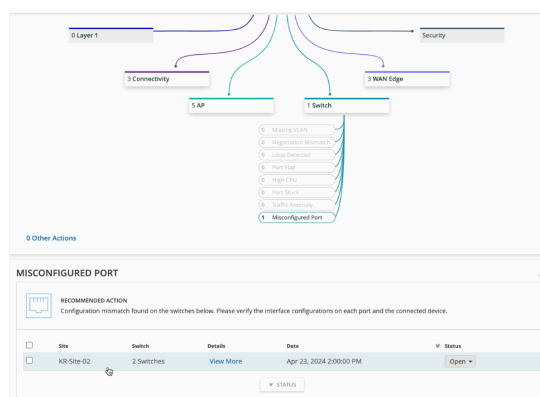 0 Layer 1
Security
3 Connectivity
3 WAN Edge
5 AP
1 Switch
0 Missing VLAN
0 Negotiation Mismatch
0 Loop Detected
0 Port Flap
0 High CPU
0 Port Stuck
0 Traffic Anomaly
1 Misconfigured Port
0 Other Actions
MISCONFIGURED PORT
RECOMMENDED ACTION
Configuration mismatch found on the switches below. Please verify the interface configurations on each port and the connected device.
Site Switch Details Date Status
KR-Site-02 2 Switches View More Apr 23, 2024 2:00:00 PM Open
STATUS